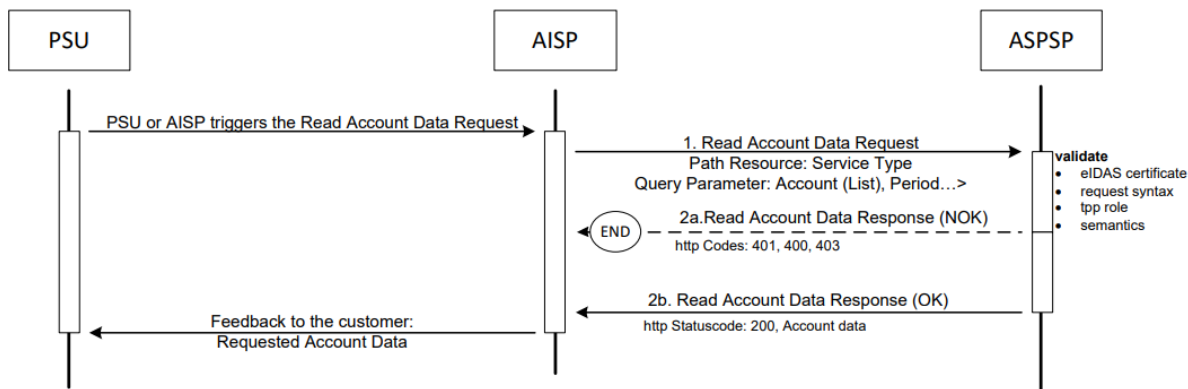 PSU
AISP
ASPSP
PSU or AISP triggers the Read Account Data Request
1. Read Account Data Request
Path Resource: Service Type
Query Parameter: Account (List), Period…>
validate
• eIDAS certificate
• request syntax
• tpp role
• semantics
2a.Read Account Data Response (NOK)
END
http Codes: 401, 400, 403
2b. Read Account Data Response (OK)
http Statuscode: 200, Account data
Feedback to the customer:
Requested Account Data